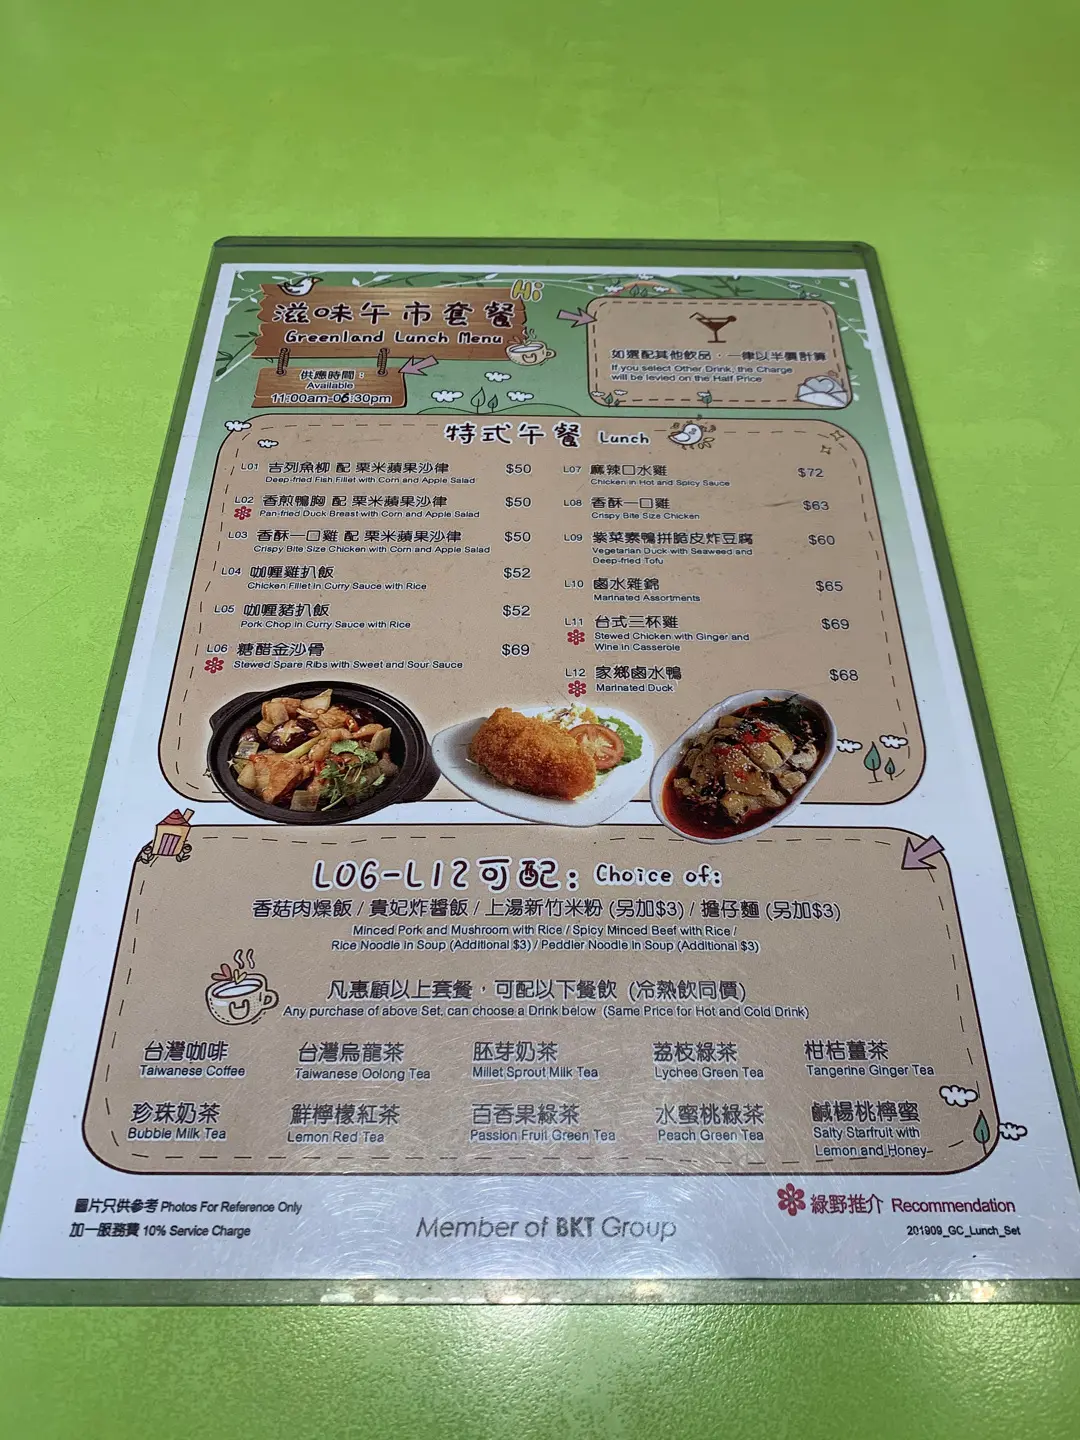 Hi
滋味午市套餐
Greenland Lunch Menu
供應時間：
Available
11:00am-06:30pm
如選配其他飲品，一律以半價計算
If you select Other Drink, the Charge
will be levied on the Half Price
特式午餐 Lunch
L01 吉列魚柳 配 栗米蘋果沙律 $50
Deep-fried Fish Fillet with Corn and Apple Salad
L02 香煎鴨胸 配 栗米蘋果沙律 $50
Pan-fried Duck Breast with Corn and Apple Salad
L03 香酥一口雞 配 栗米蘋果沙律 $50
Crispy Bite Size Chicken with Corn and Apple Salad
L04 咖喱雞扒飯 $52
Chicken Fillet in Curry Sauce with Rice
L05 咖喱豬扒飯 $52
Pork Chop in Curry Sauce with Rice
L06 糖醋金沙骨 $69
Stewed Spare Ribs with Sweet and Sour Sauce
L07 麻辣口水雞 $72
Chicken in Hot and Spicy Sauce
L08 香酥一口雞 $63
Crispy Bite Size Chicken
L09 紫菜素鴨拼脆皮炸豆腐 $60
Vegetarian Duck with Seaweed and
Deep-fried Tofu
L10 鹵水雜錦 $65
Marinated Assortments
L11 台式三杯雞 $69
Stewed Chicken with Ginger and
Wine in Casserole
L12 家鄉鹵水鴨 $68
Marinated Duck
L06-L12可配： Choice of:
香菇肉燥飯 / 貴妃炸醬飯 / 上湯新竹米粉 (另加$3) / 擔仔麵 (另加$3)
Minced Pork and Mushroom with Rice / Spicy Minced Beef with Rice /
Rice Noodle in Soup (Additional $3) / Peddler Noodle in Soup (Additional $3)
凡惠顧以上套餐，可配以下餐飲 (冷熱飲同價)
Any purchase of above Set, can choose a Drink below (Same Price for Hot and Cold Drink)
台灣咖啡 台灣烏龍茶 胚芽奶茶 荔枝綠茶 柑桔薑茶
Taiwanese Coffee Taiwanese Oolong Tea Millet Sprout Milk Tea Lychee Green Tea Tangerine Ginger Tea
珍珠奶茶 鮮檸檬紅茶 百香果綠茶 水蜜桃綠茶 鹹楊桃檸蜜
Bubble Milk Tea Lemon Red Tea Passion Fruit Green Tea Peach Green Tea Salty Starfruit with
Lemon and Honey
圖片只供參考 Photos For Reference Only
加一服務費 10% Service Charge
Member of BKT Group
綠野推介 Recommendation
201909_GC_Lunch_Set